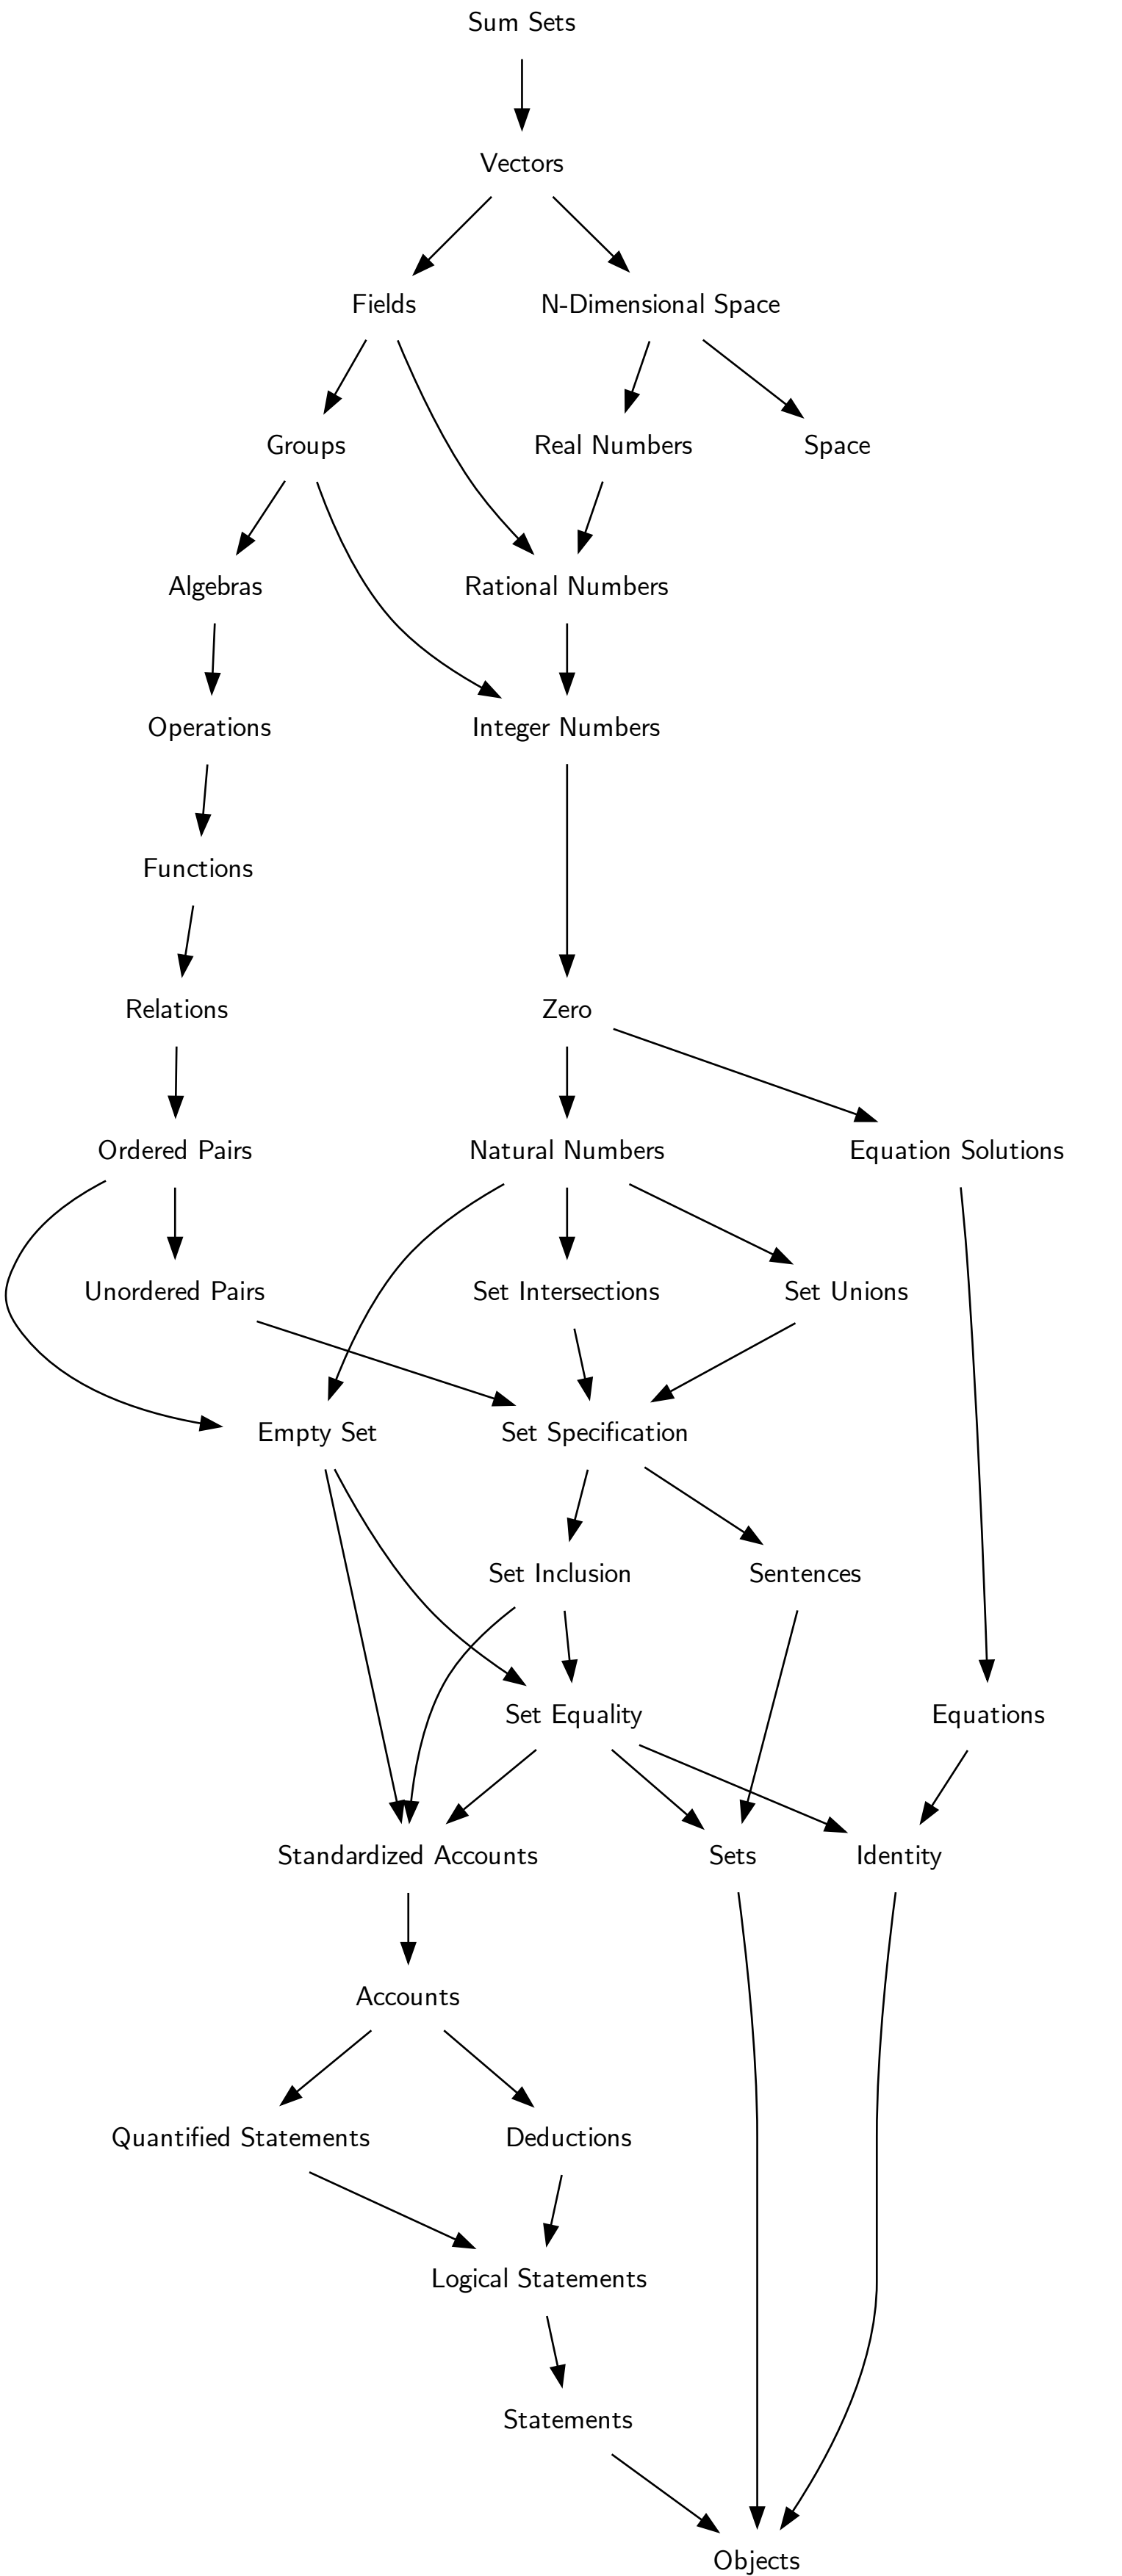 Sum Sets
Vectors
Fields
N-Dimensional Space
Groups
Real Numbers
Space
Algebras
Rational Numbers
Operations
Integer Numbers
Functions
Relations
Zero
Ordered Pairs
Natural Numbers
Equation Solutions
Unordered Pairs
Set Intersections
Set Unions
Empty Set
Set Specification
Set Inclusion
Sentences
Set Equality
Equations
Standardized Accounts
Sets
Identity
Accounts
Quantified Statements
Deductions
Logical Statements
Statements
Objects